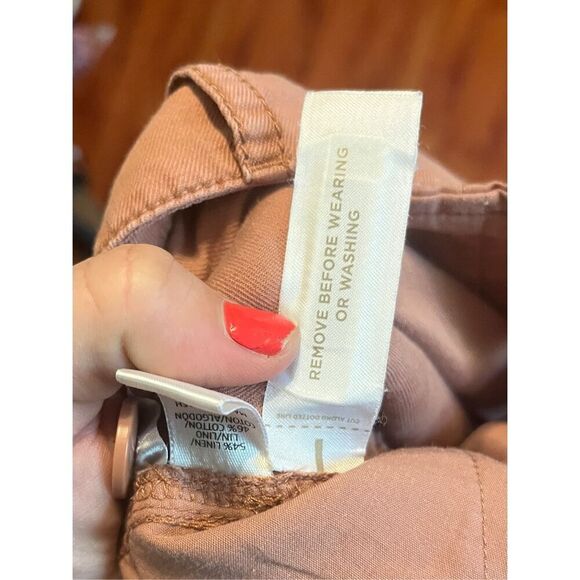 REMOVE BEFORE WEARING
OR WASHING
CUT ALONG DOTTED LINE
54% LINEN/
LIN/LINO
46% COTTON/
COTON/ALGODÓN